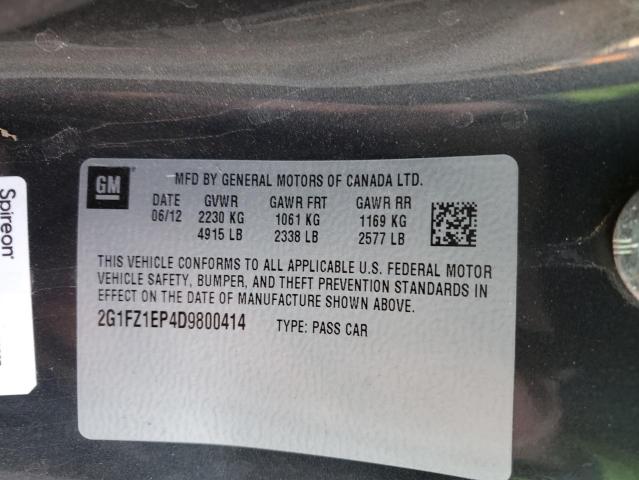 GM
MFD BY GENERAL MOTORS OF CANADA LTD.
DATE GVWR GAWR FRT GAWR RR
06/12 2230 KG 1061 KG 1169 KG
4915 LB 2338 LB 2577 LB
THIS VEHICLE CONFORMS TO ALL APPLICABLE U.S. FEDERAL MOTOR
VEHICLE SAFETY, BUMPER, AND THEFT PREVENTION STANDARDS IN
EFFECT ON THE DATE OF MANUFACTURE SHOWN ABOVE.
2G1FZ1EP4D9800414 TYPE: PASS CAR
Spireon